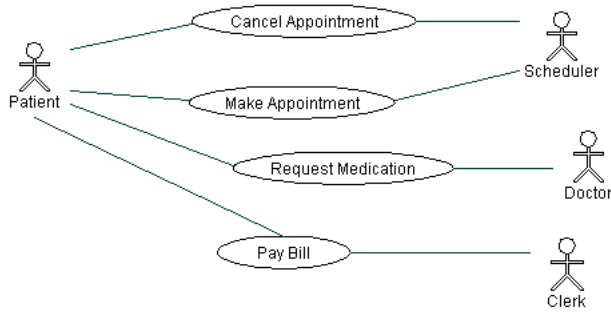 Cancel Appointment
Scheduler
Patient
Make Appointment
Request Medication
Doctor
Pay Bill
Clerk